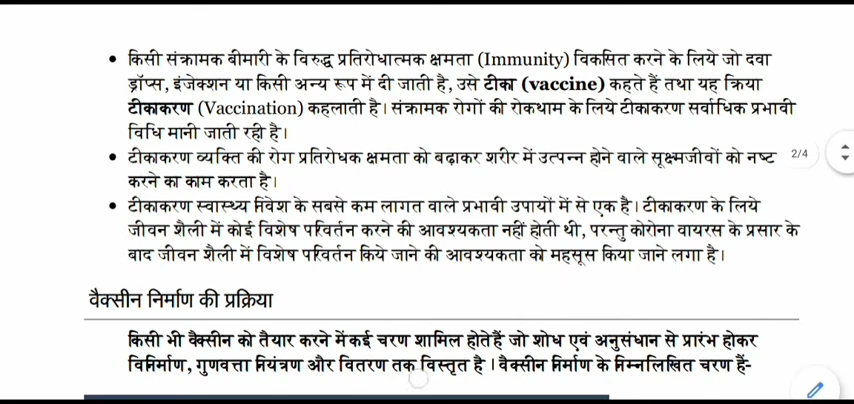 • किसी संक्रामक बीमारी के विरुद्ध प्रतिरोधात्मक क्षमता (Immunity) विकसित करने के लिये जो दवा
ड्रॉप्स, इंजेक्शन या किसी अन्य रूप में दी जाती है, उसे टीका (vaccine) कहते हैं तथा यह क्रिया
टीकाकरण (Vaccination) कहलाती है। संक्रामक रोगों की रोकथाम के लिये टीकाकरण सर्वाधिक प्रभावी
विधि मानी जाती रही है।
• टीकाकरण व्यक्ति की रोग प्रतिरोधक क्षमता को बढ़ाकर शरीर में उत्पन्न होने वाले सूक्ष्मजीवों को नष्ट
2/4
करने का काम करता है।
• टीकाकरण स्वास्थ्य निवेश के सबसे कम लागत वाले प्रभावी उपायों में से एक है। टीकाकरण के लिये
जीवन शैली में कोई विशेष परिवर्तन करने की आवश्यकता नहीं होती थी, परन्तु कोरोना वायरस के प्रसार के
बाद जीवन शैली में विशेष परिवर्तन किये जाने की आवश्यकता को महसूस किया जाने लगा है।
वैक्सीन निर्माण की प्रक्रिया
किसी भी वैक्सीन को तैयार करने मेंकई चरण शामिल होतेहैं जो शोध एवं अनुसंधान से प्रारंभ होकर
विनिर्माण, गुणवत्ता नियंत्रण और वितरण तक विस्तृत है । वैक्सीन निर्माण के निम्नलिखित चरण हैं-